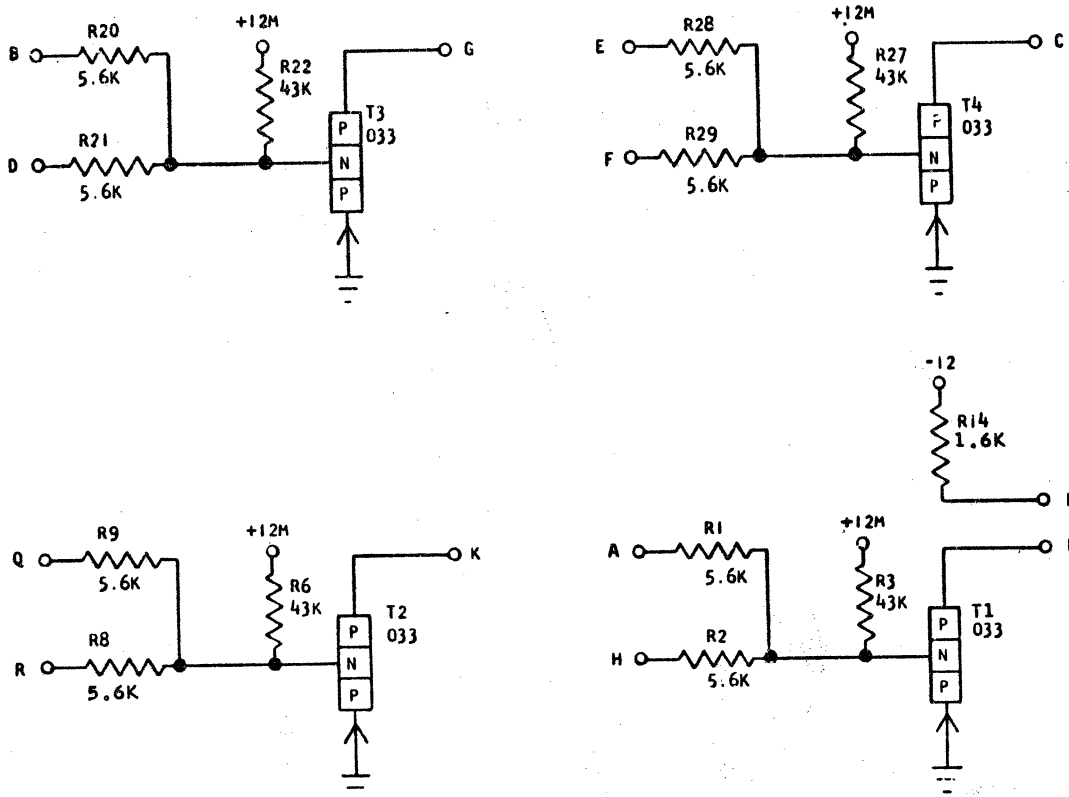 R20
B
5.6K
+12M
R22
43K
G
T3
033
P
N
P
R21
D
5.6K
R28
E
5.6K
+12M
R27
43K
C
T4
033
N
P
R29
F
5.6K
-12
R14
1.6K
R9
Q
5.6K
+12M
R6
43K
K
T2
033
P
N
P
R8
R
5.6K
R1
A
5.6K
+12M
R3
43K
T1
033
P
N
P
R2
H
5.6K